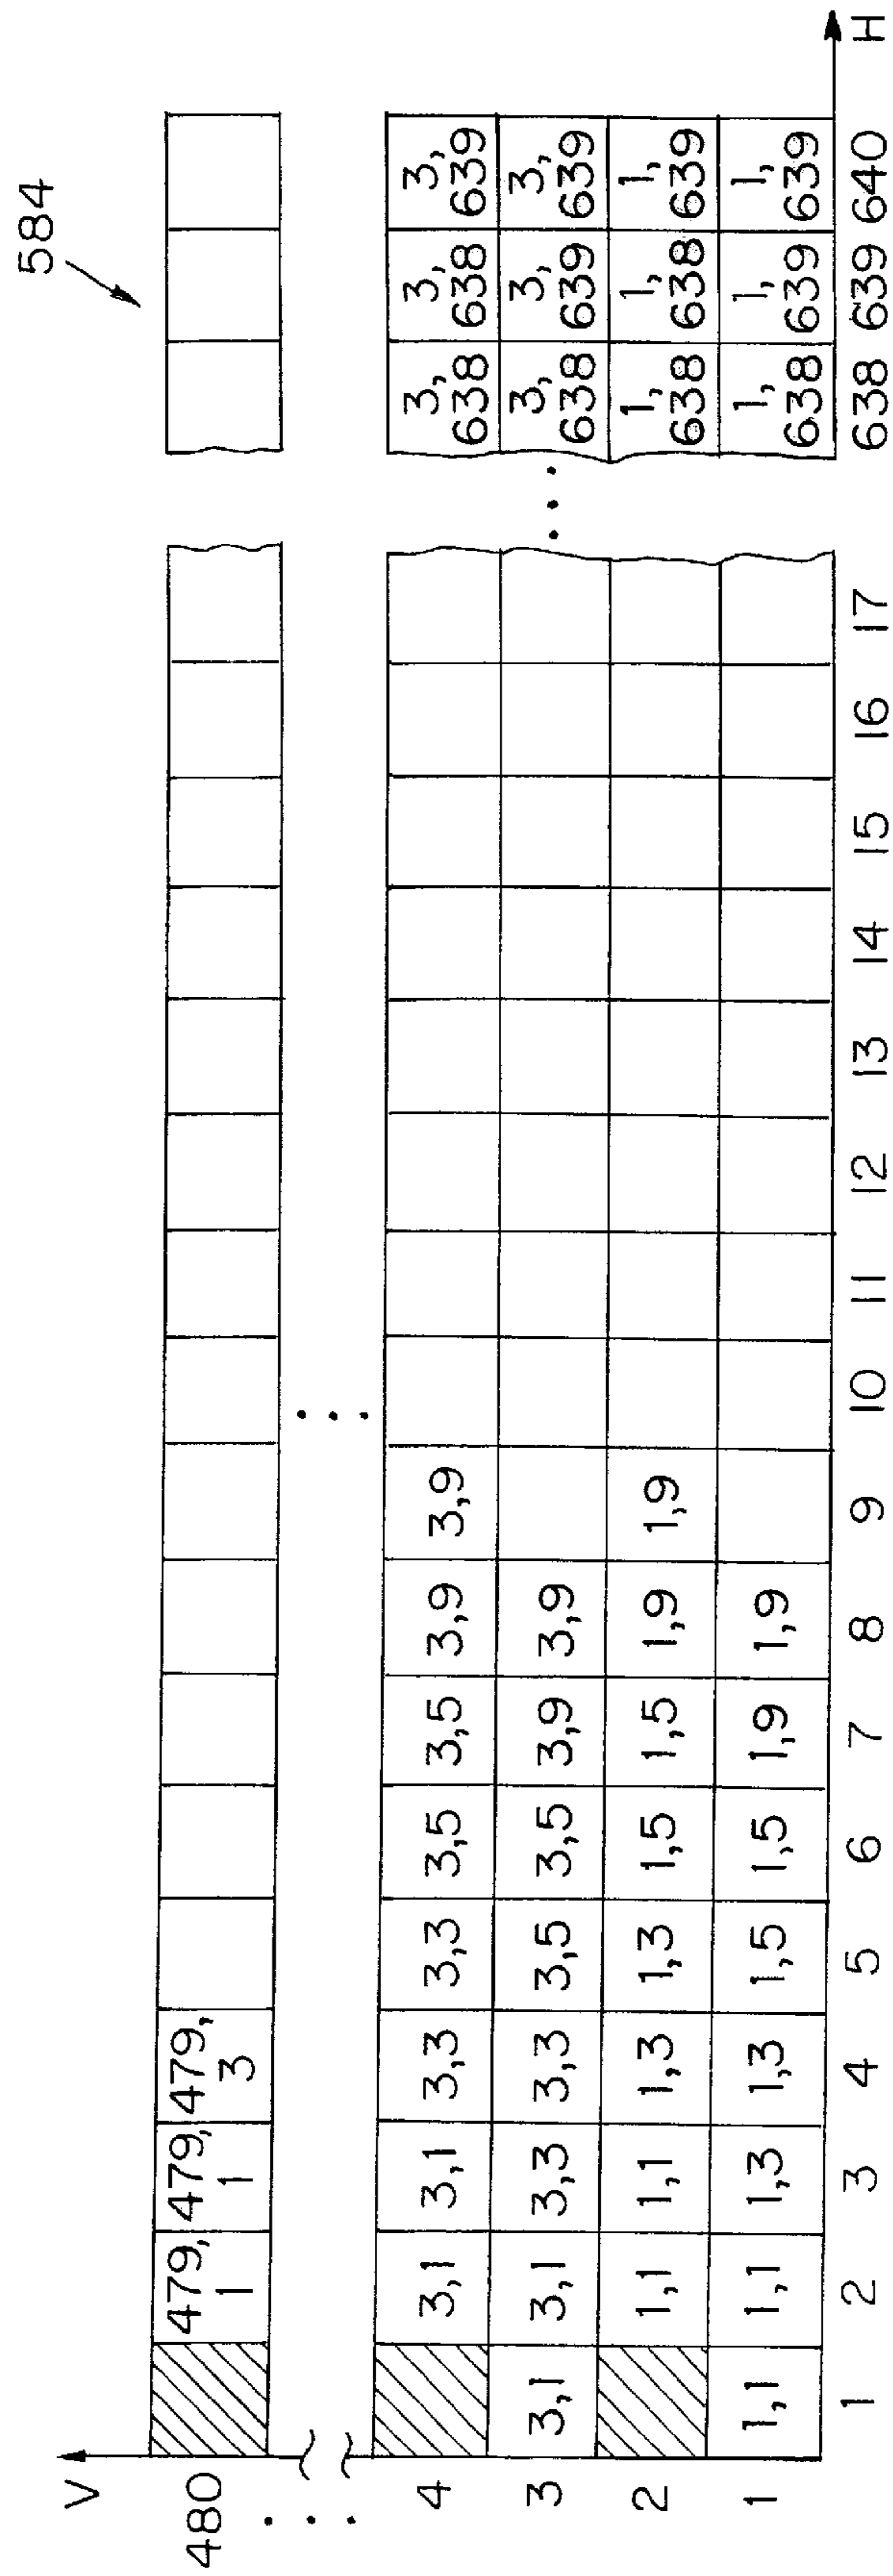 584
V
480 479, 479, 479,
1 1 3
4 3,1 3,1 3,3 3,3 3,5 3,5 3,9 3,9 3, 3, 3,
638 638 639
3 3,1 3,1 3,3 3,3 3,5 3,5 3,9 3,9 3, 3, 3,
638 639 639
2 1,1 1,1 1,3 1,3 1,5 1,5 1,9 1,9 1, 1, 1,
638 638 639
1 1,1 1,1 1,3 1,3 1,5 1,5 1,9 1,9 1, 1, 1,
638 639 639
1 2 3 4 5 6 7 8 9 10 11 12 13 14 15 16 17 638 639 640 H